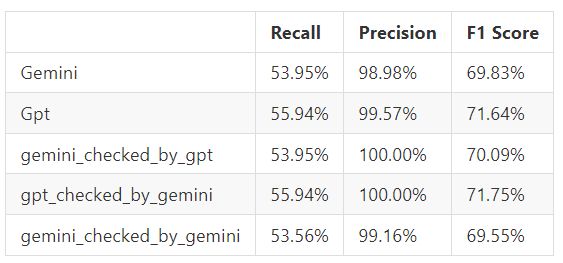 Recall Precision F1 Score
Gemini 53.95% 98.98% 69.83%
Gpt 55.94% 99.57% 71.64%
gemini_checked_by_gpt 53.95% 100.00% 70.09%
gpt_checked_by_gemini 55.94% 100.00% 71.75%
gemini_checked_by_gemini 53.56% 99.16% 69.55%